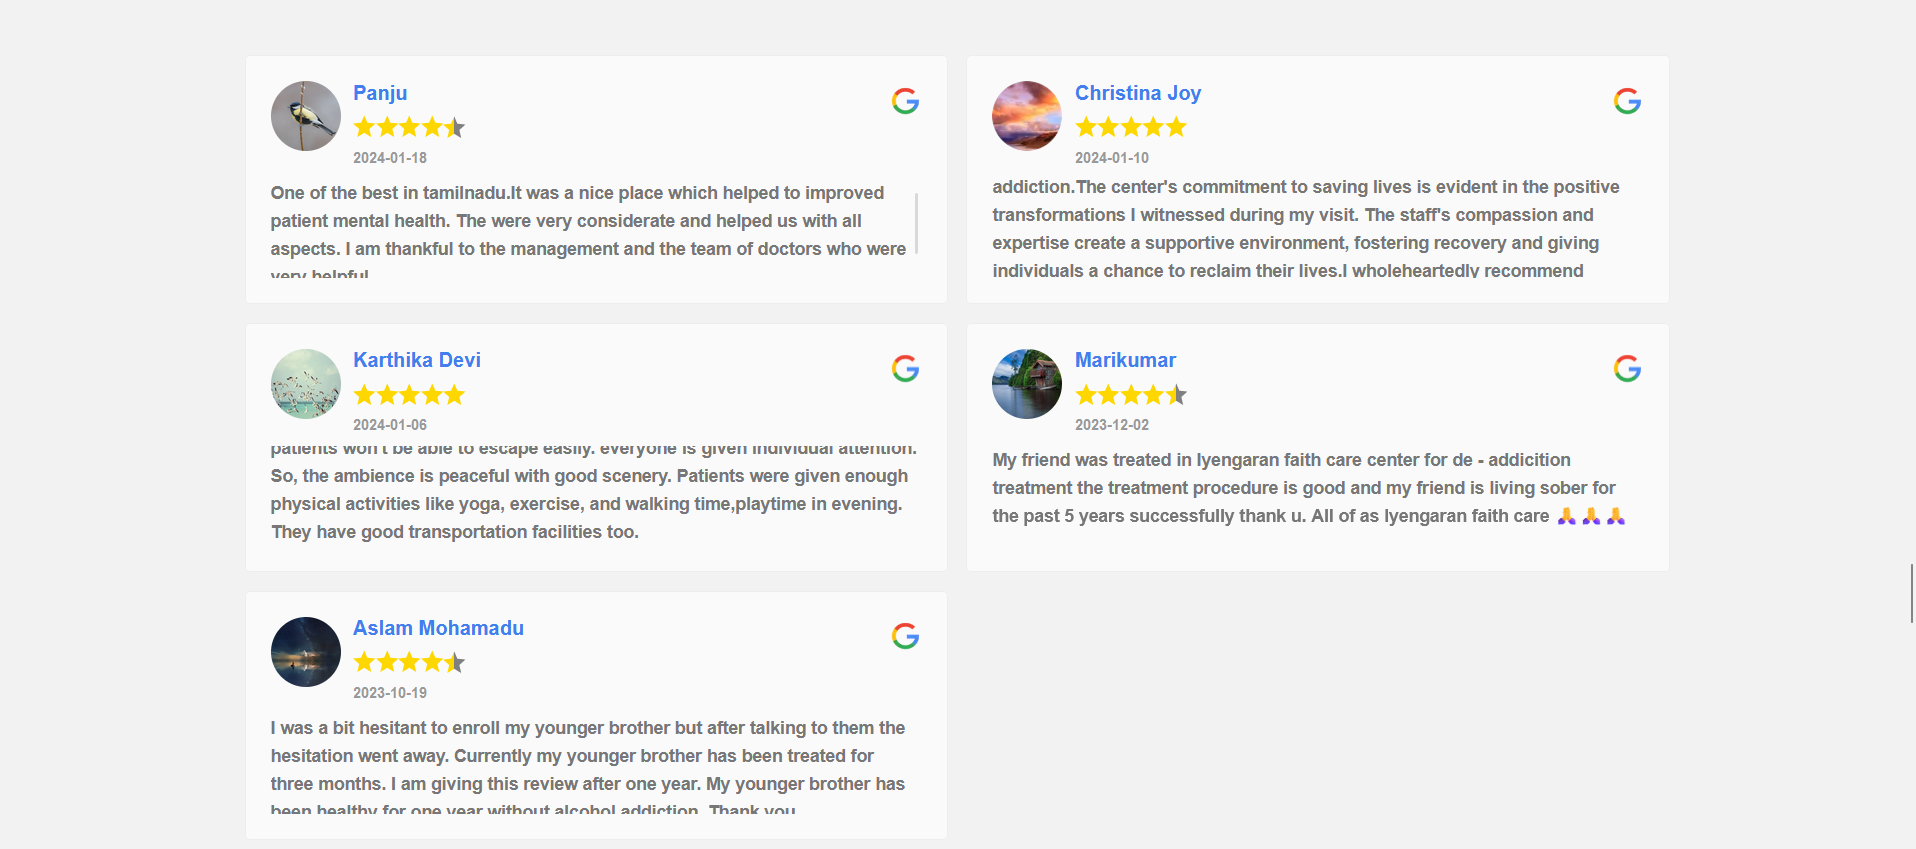 Panju
2024-01-18
One of the best in tamilnadu.It was a nice place which helped to improved
patient mental health. The were very considerate and helped us with all
aspects. I am thankful to the management and the team of doctors who were
very helpful
Christina Joy
2024-01-10
addiction.The center's commitment to saving lives is evident in the positive
transformations I witnessed during my visit. The staff's compassion and
expertise create a supportive environment, fostering recovery and giving
individuals a chance to reclaim their lives.I wholeheartedly recommend
Karthika Devi
2024-01-06
patients won't be able to escape easily. everyone is given individual attention.
So, the ambience is peaceful with good scenery. Patients were given enough
physical activities like yoga, exercise, and walking time,playtime in evening.
They have good transportation facilities too.
Marikumar
2023-12-02
My friend was treated in Iyengaran faith care center for de - addicition
treatment the treatment procedure is good and my friend is living sober for
the past 5 years successfully thank u. All of as Iyengaran faith care 🙏🙏🙏
Aslam Mohamadu
2023-10-19
I was a bit hesitant to enroll my younger brother but after talking to them the
hesitation went away. Currently my younger brother has been treated for
three months. I am giving this review after one year. My younger brother has
been healthy for one year without alcohol addiction. Thank you